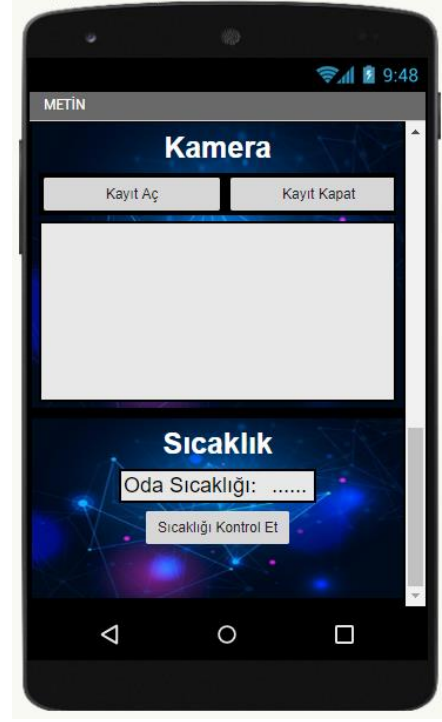 9:48
METİN
Kamera
Kayıt Aç Kayıt Kapat
Sıcaklık
Oda Sıcaklığı: ......
Sıcaklığı Kontrol Et